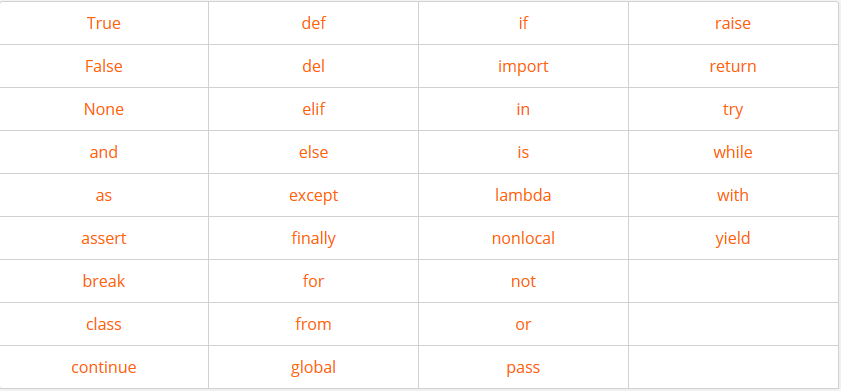 True def if raise
False del import return
None elif in try
and else is while
as except lambda with
assert finally nonlocal yield
break for not
class from or
continue global pass